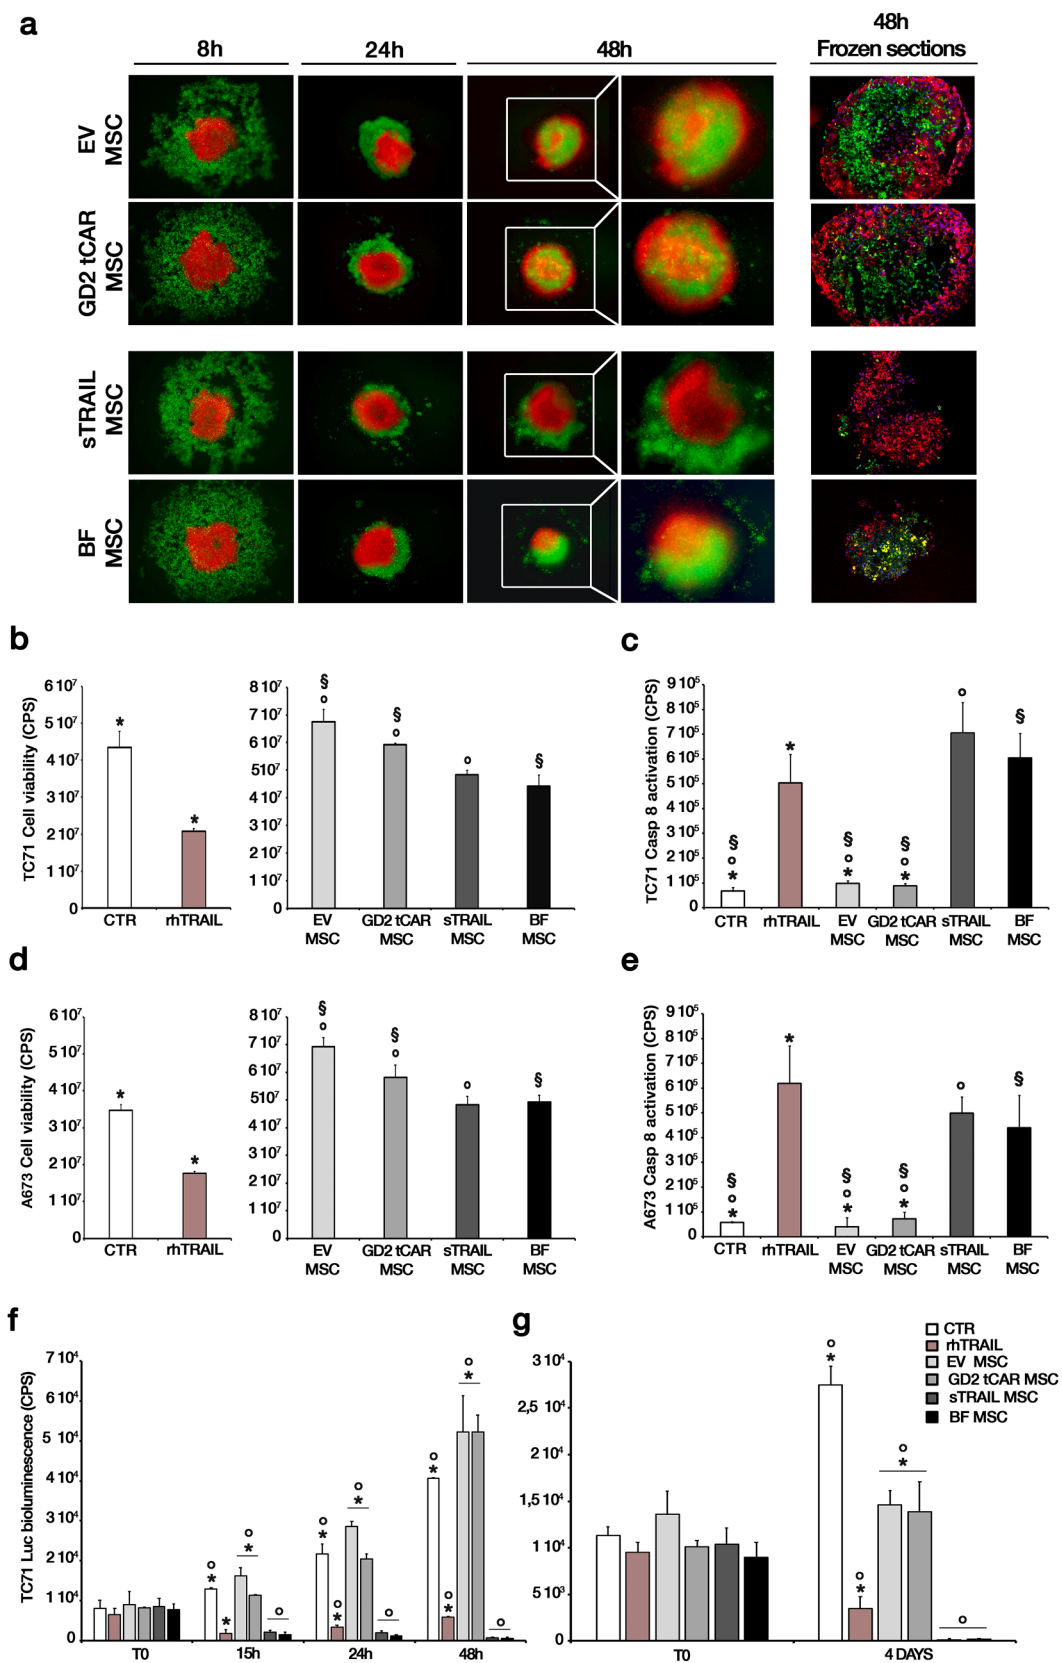 a
8h 24h 48h 48h
Frozen sections
EV
MSC
GD2 tCAR
MSC
sTRAIL
MSC
BF
MSC
b
TC71 Cell viability (CPS)
6 10⁷
5 10⁷
4 10⁷
3 10⁷
2 10⁷
1 10⁷
0
* *
CTR rhTRAIL
8 10⁷
7 10⁷
6 10⁷
5 10⁷
4 10⁷
3 10⁷
2 10⁷
1 10⁷
0
§ § §
o o o
EV GD2 tCAR sTRAIL BF
MSC MSC MSC MSC
c
TC71 Casp 8 activation (CPS)
9 10⁵
8 10⁵
7 10⁵
6 10⁵
5 10⁵
4 10⁵
3 10⁵
2 10⁵
1 10⁵
0
§ o * * § o * § o * o §
CTR rhTRAIL EV GD2 tCAR sTRAIL BF
MSC MSC MSC MSC
d
A673 Cell viability (CPS)
6 10⁷
5 10⁷
4 10⁷
3 10⁷
2 10⁷
1 10⁷
0
* *
CTR rhTRAIL
8 10⁷
7 10⁷
6 10⁷
5 10⁷
4 10⁷
3 10⁷
2 10⁷
1 10⁷
0
§ § §
o o o
EV GD2 tCAR sTRAIL BF
MSC MSC MSC MSC
e
A673 Casp 8 activation (CPS)
9 10⁵
8 10⁵
7 10⁵
6 10⁵
5 10⁵
4 10⁵
3 10⁵
2 10⁵
1 10⁵
0
§ o * * § o * § o * o §
CTR rhTRAIL EV GD2 tCAR sTRAIL BF
MSC MSC MSC MSC
f
TC71 Luc bioluminescence (CPS)
7 10⁴
6 10⁴
5 10⁴
4 10⁴
3 10⁴
2 10⁴
1 10⁴
0
o * * o * o
o * o * o * o
o * o * o * o
T0 15h 24h 48h
g
3 10⁴
2,5 10⁴
2 10⁴
1,5 10⁴
1 10⁴
5 10³
0
o * o * o * o
T0 4 DAYS
CTR
rhTRAIL
EV MSC
GD2 tCAR MSC
sTRAIL MSC
BF MSC